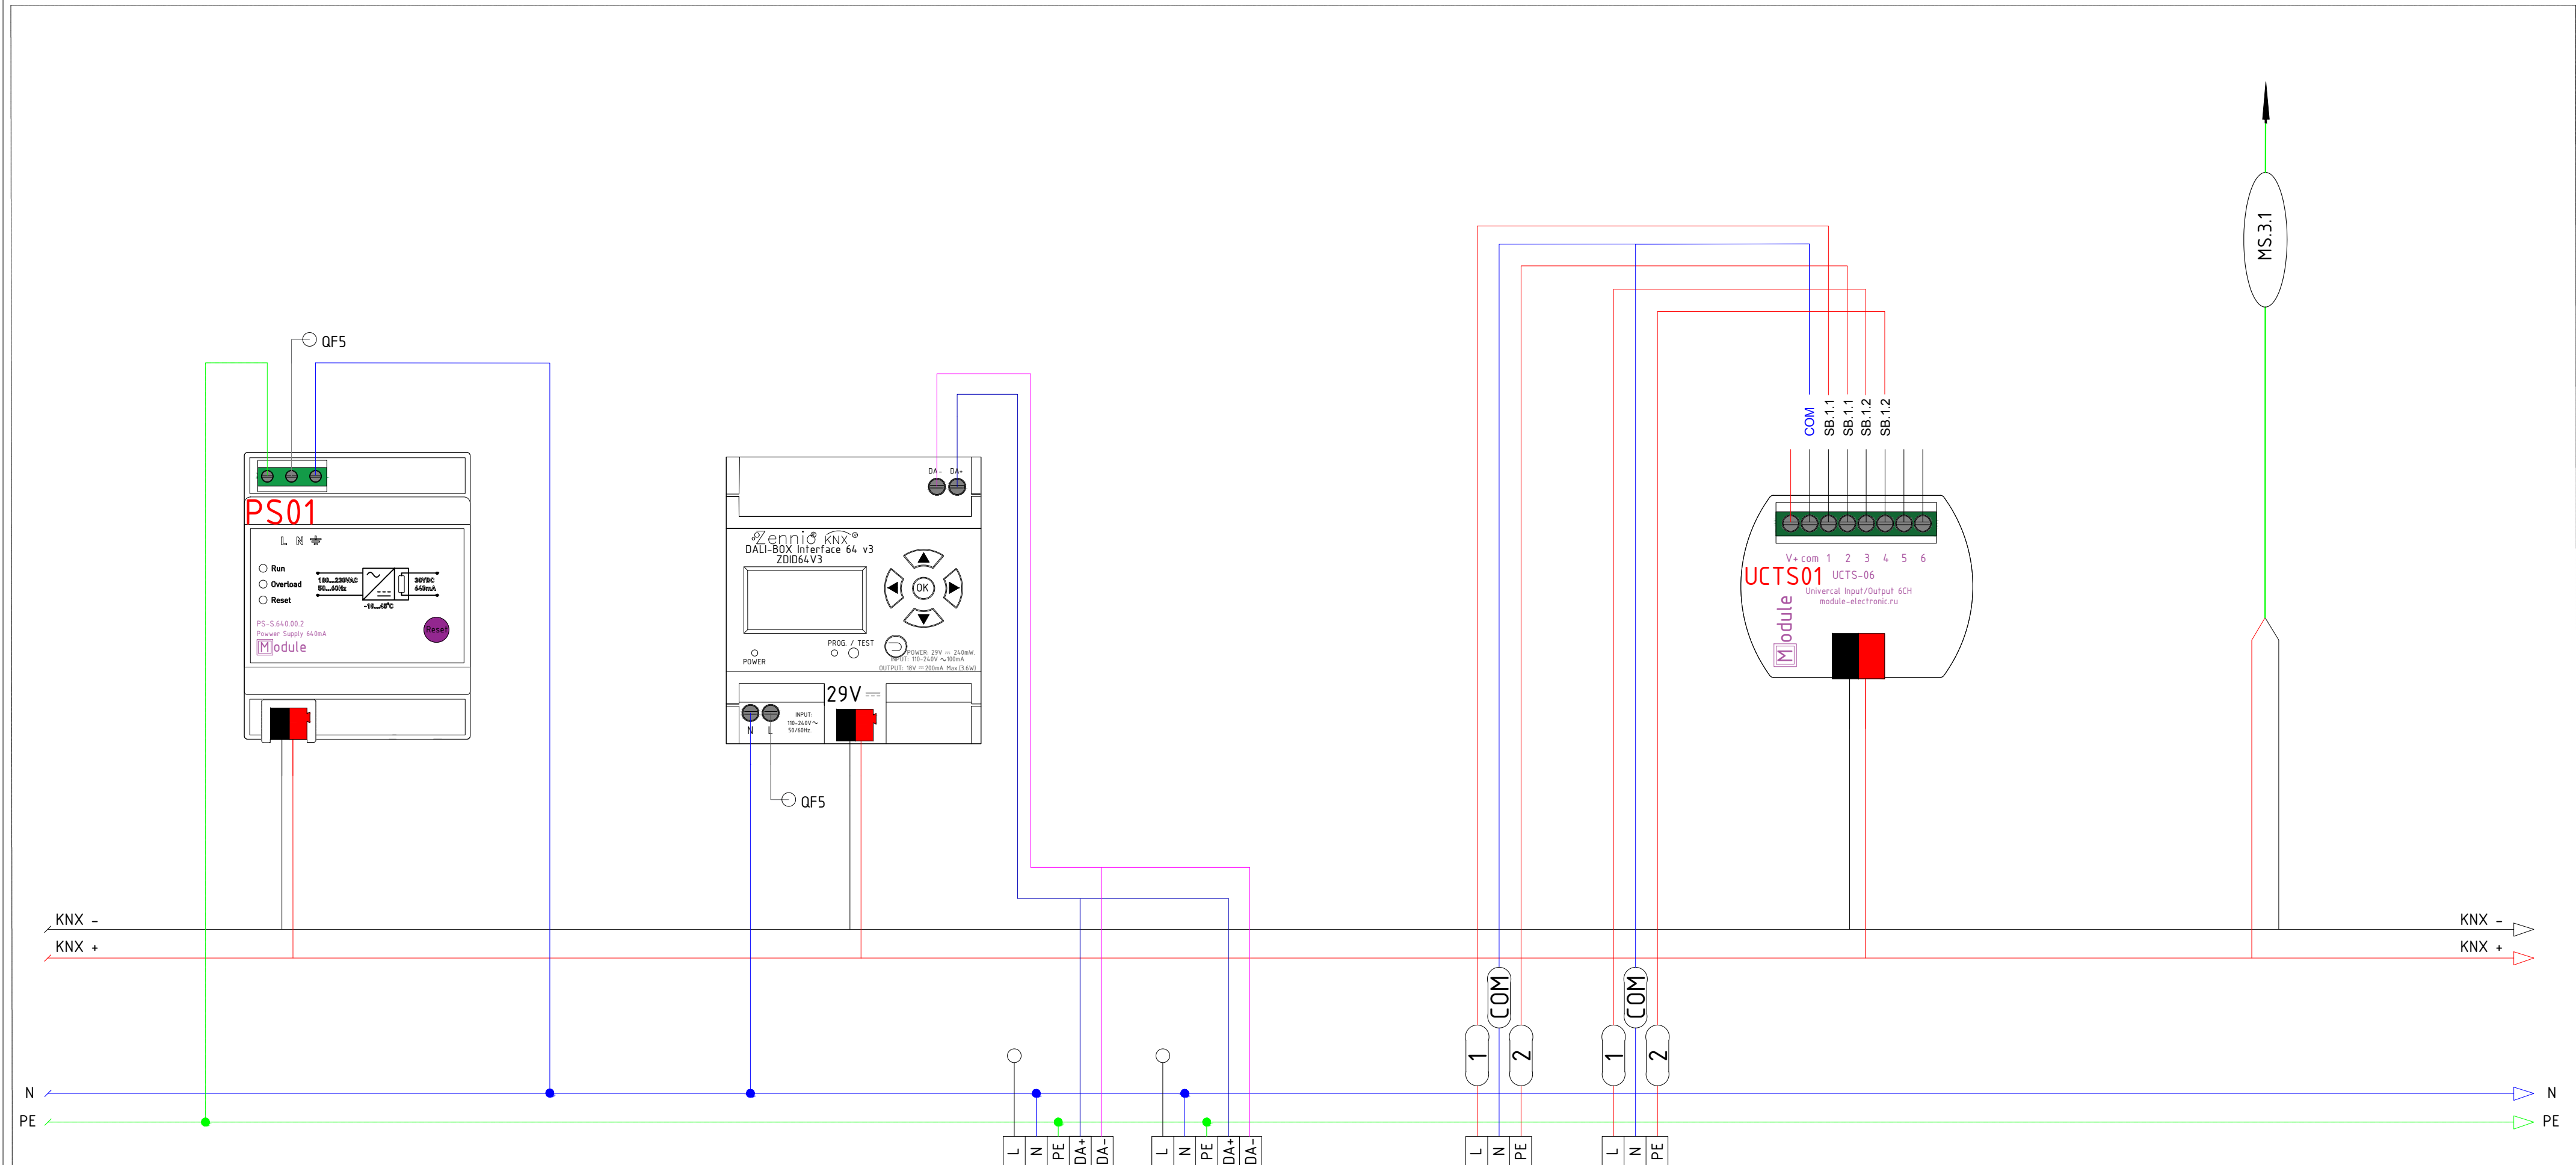 MS.3.1
QF5
COM
SB.1.1
SB.1.1
SB.1.2
SB.1.2
DA- DA+
PS01
L N
Run
Overload
Reset
180...230VAC
50...60Hz
30VDC
640mA
-10...45°C
PS-S.640.00.2
Powwer Supply 640mA
Module
Reset
Zennio KNX ®
DALI-BOX Interface 64 v3
ZDID64V3
OK
PROG. / TEST
POWER
POWER: 29V 240mW.
INPUT: 110-240V ~100mA
OUTPUT: 18V 200mA Max (3.6W)
29V
INPUT:
110-240V~
50/60Hz.
N L
QF5
V+ com 1 2 3 4 5 6
UCTS01 UCTS-06
Univercal Input/Output 6CH
module-electronic.ru
Module
KNX - KNX -
KNX + KNX +
COM COM
1 2 1 2
N N
PE PE
L N PE DA+ DA- L N PE DA+ DA- L N PE L N PE